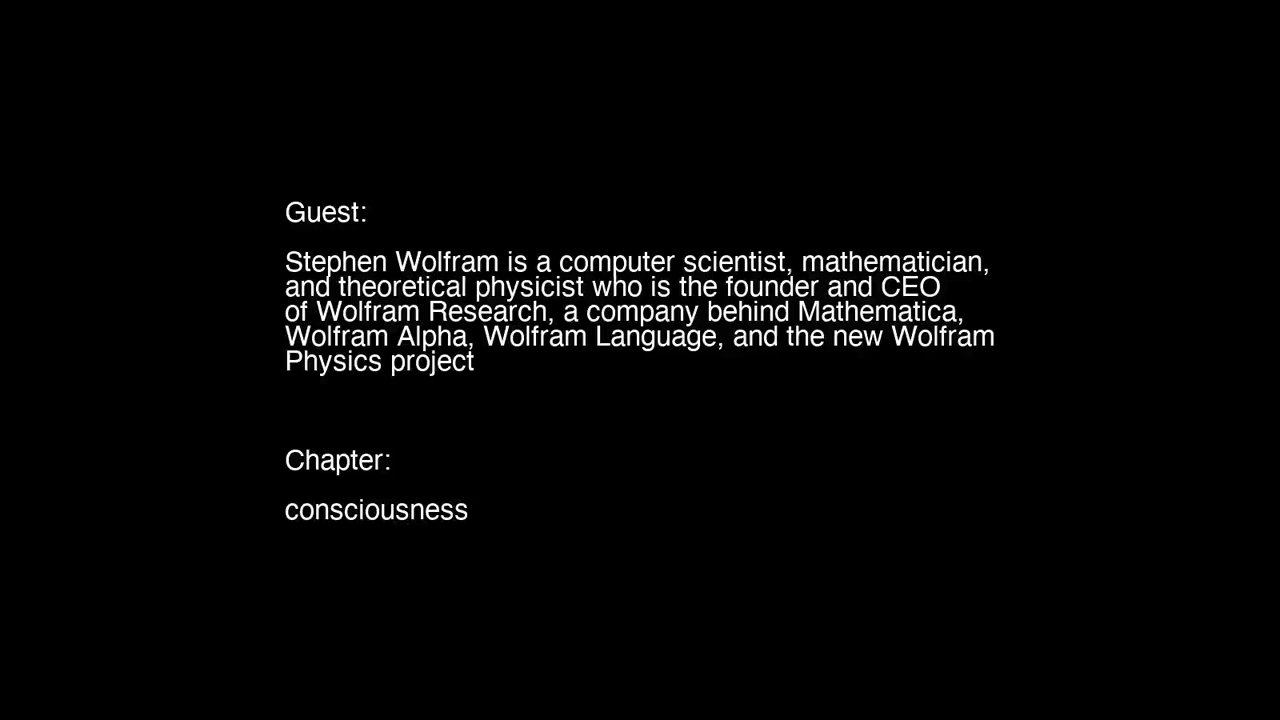 Guest:
Stephen Wolfram is a computer scientist, mathematician,
and theoretical physicist who is the founder and CEO
of Wolfram Research, a company behind Mathematica,
Wolfram Alpha, Wolfram Language, and the new Wolfram
Physics project
Chapter:
consciousness